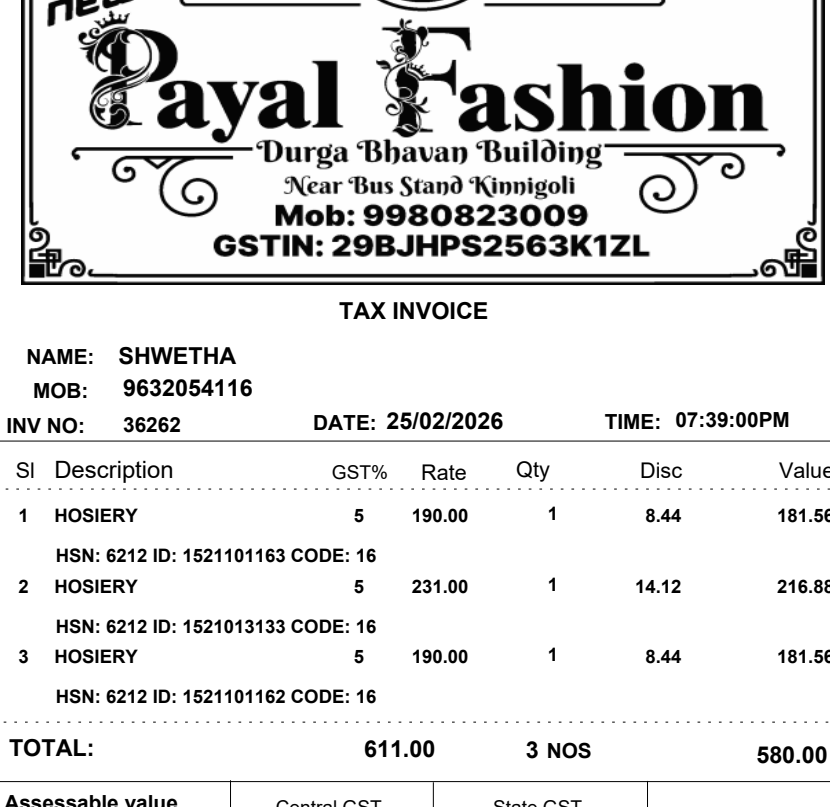 new
Payal Fashion
Durga Bhavan Building
Near Bus Stand Kinnigoli
Mob: 9980823009
GSTIN: 29BJHPS2563K1ZL
TAX INVOICE
NAME: SHWETHA
MOB: 9632054116
INV NO: 36262 DATE: 25/02/2026 TIME: 07:39:00PM
Sl Description GST% Rate Qty Disc Value
1 HOSIERY 5 190.00 1 8.44 181.56
HSN: 6212 ID: 1521101163 CODE: 16
2 HOSIERY 5 231.00 1 14.12 216.88
HSN: 6212 ID: 1521013133 CODE: 16
3 HOSIERY 5 190.00 1 8.44 181.56
HSN: 6212 ID: 1521101162 CODE: 16
TOTAL: 611.00 3 NOS 580.00
Assessable value Central GST State GST